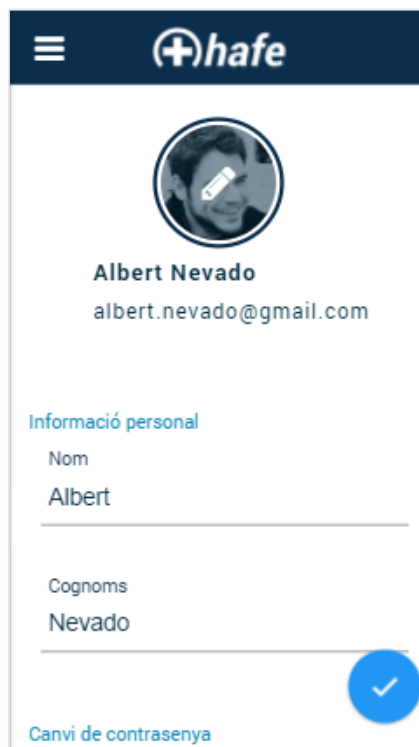 hafe
Albert Nevado
albert.nevado@gmail.com
Informació personal
Nom
Albert
Cognoms
Nevado
Canvi de contrasenya